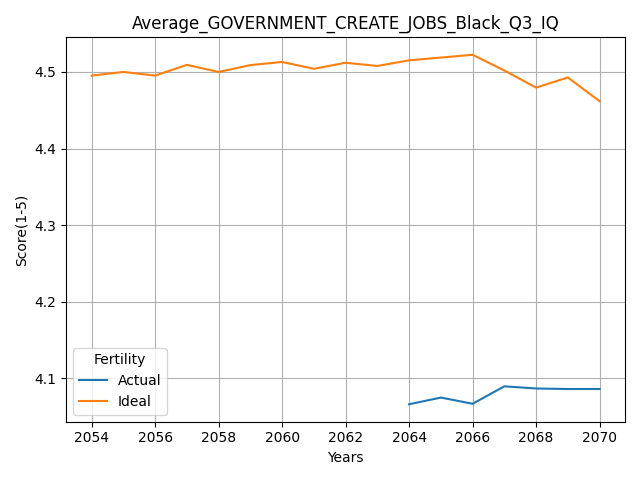 Average_GOVERNMENT_CREATE_JOBS_Black_Q3_IQ
Score(1-5)
4.5
4.4
4.3
4.2
4.1
Fertility
Actual
Ideal
2054 2056 2058 2060 2062 2064 2066 2068 2070
Years